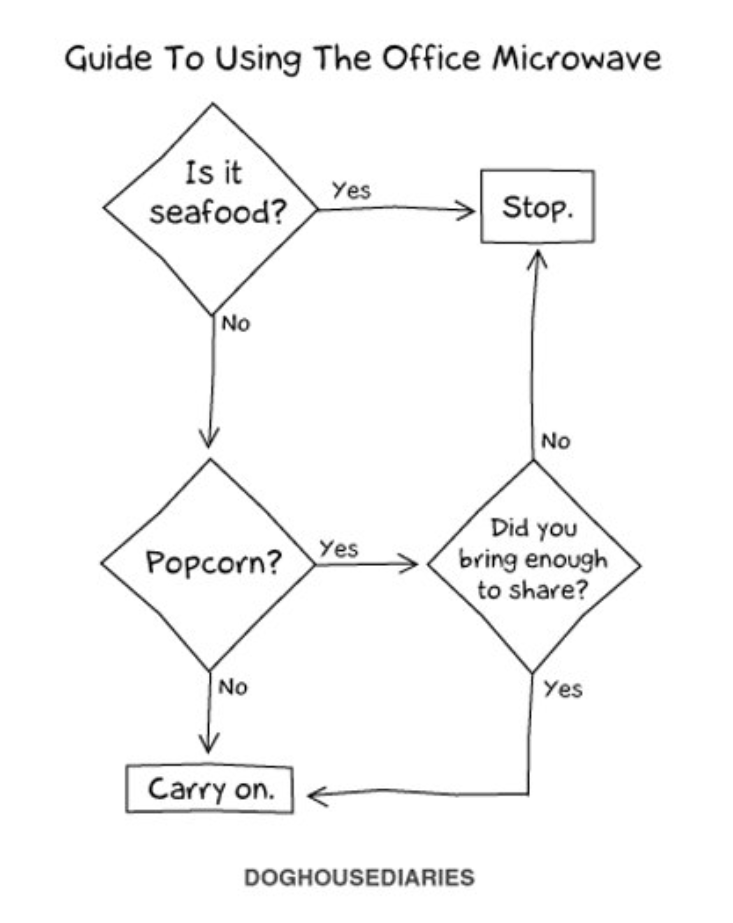 Guide To Using The Office Microwave
Is it
seafood?
Yes
Stop.
No
No
Popcorn?
Yes
Did you
bring enough
to share?
No
Yes
Carry on.
DOGHOUSEDIARIES